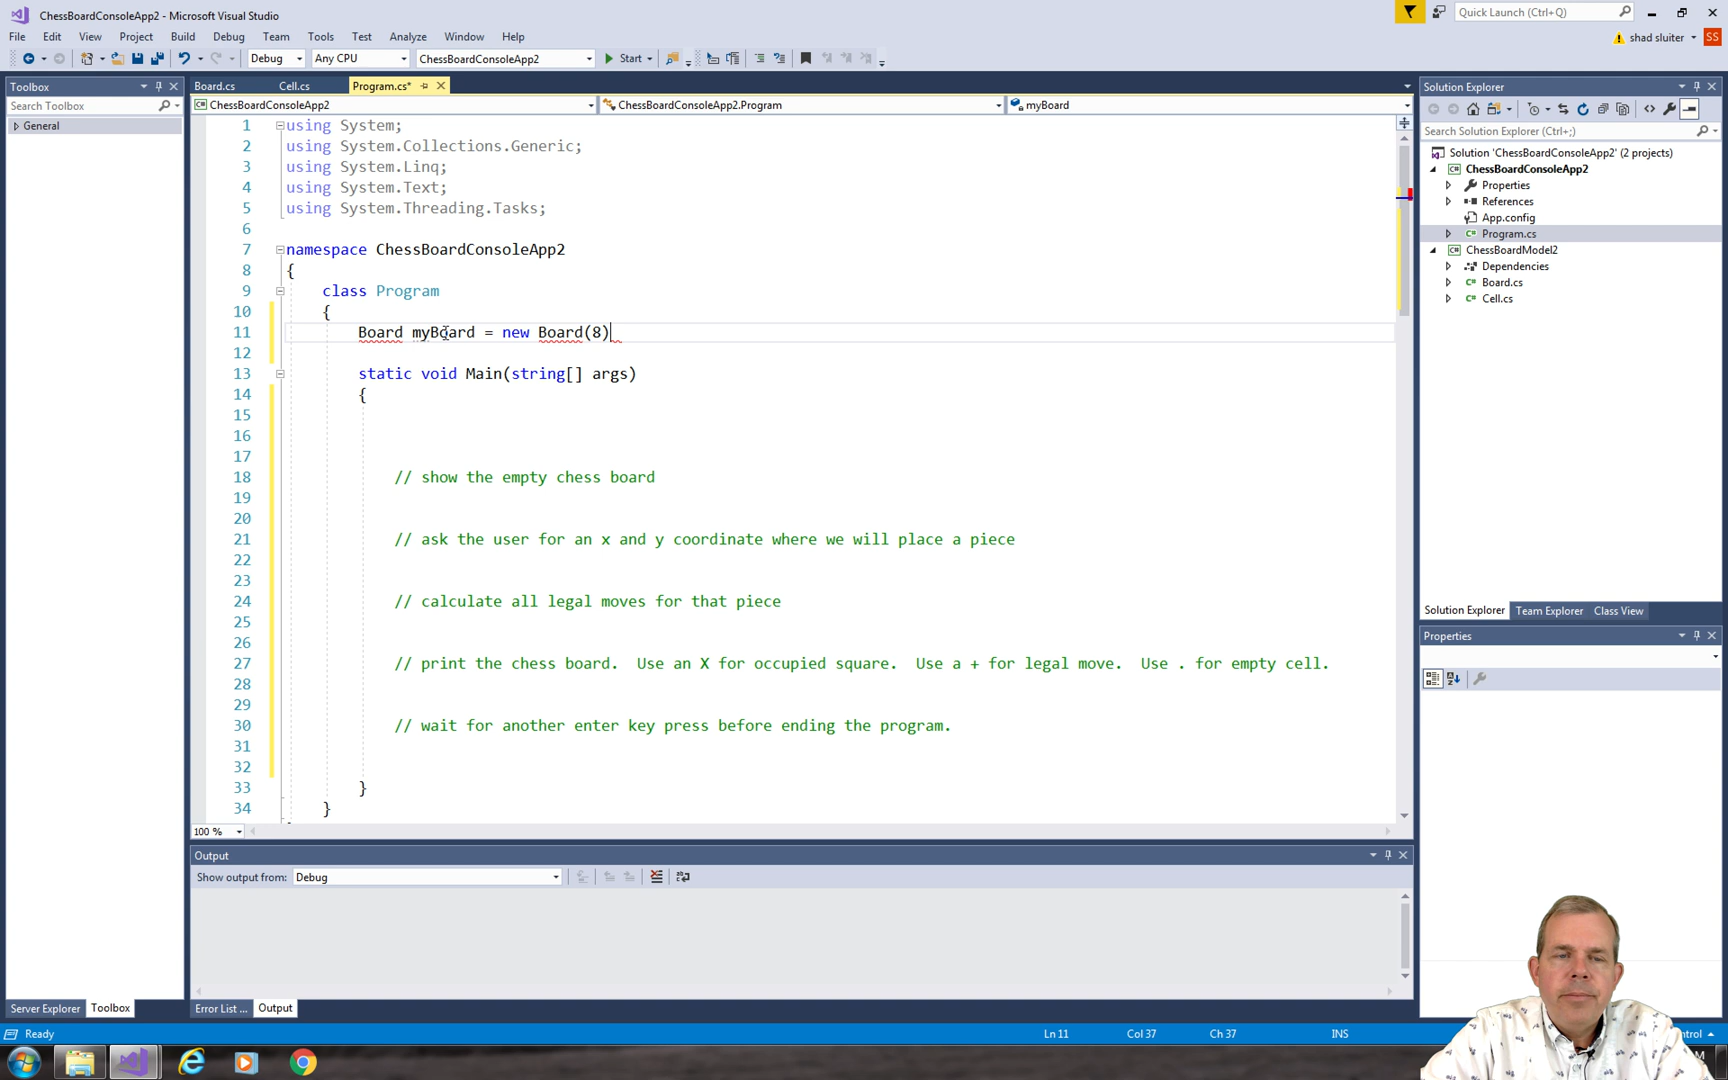 ChessBoardConsoleApp2 - Microsoft Visual Studio
Quick Launch (Ctrl+Q)
File Edit View Project Build Debug Team Tools Test Analyze Window Help
shad sluiter SS
Debug Any CPU ChessBoardConsoleApp2 Start
Toolbox
Search Toolbox
General
Board.cs Cell.cs Program.cs*
ChessBoardConsoleApp2 ChessBoardConsoleApp2.Program myBoard
1 using System;
2 using System.Collections.Generic;
3 using System.Linq;
4 using System.Text;
5 using System.Threading.Tasks;
6
7 namespace ChessBoardConsoleApp2
8 {
9 class Program
10 {
11 Board myBoard = new Board(8)
12
13 static void Main(string[] args)
14 {
15
16
17
18 // show the empty chess board
19
20
21 // ask the user for an x and y coordinate where we will place a piece
22
23
24 // calculate all legal moves for that piece
25
26
27 // print the chess board.  Use an X for occupied square.  Use a + for legal move.  Use . for empty cell.
28
29
30 // wait for another enter key press before ending the program.
31
32
33 }
34 }
100 %
Output
Show output from: Debug
Server Explorer Toolbox
Error List ... Output
Solution Explorer
Search Solution Explorer (Ctrl+;)
Solution 'ChessBoardConsoleApp2' (2 projects)
ChessBoardConsoleApp2
Properties
References
App.config
Program.cs
ChessBoardModel2
Dependencies
Board.cs
Cell.cs
Solution Explorer Team Explorer Class View
Properties
Ready Ln 11 Col 37 Ch 37 INS